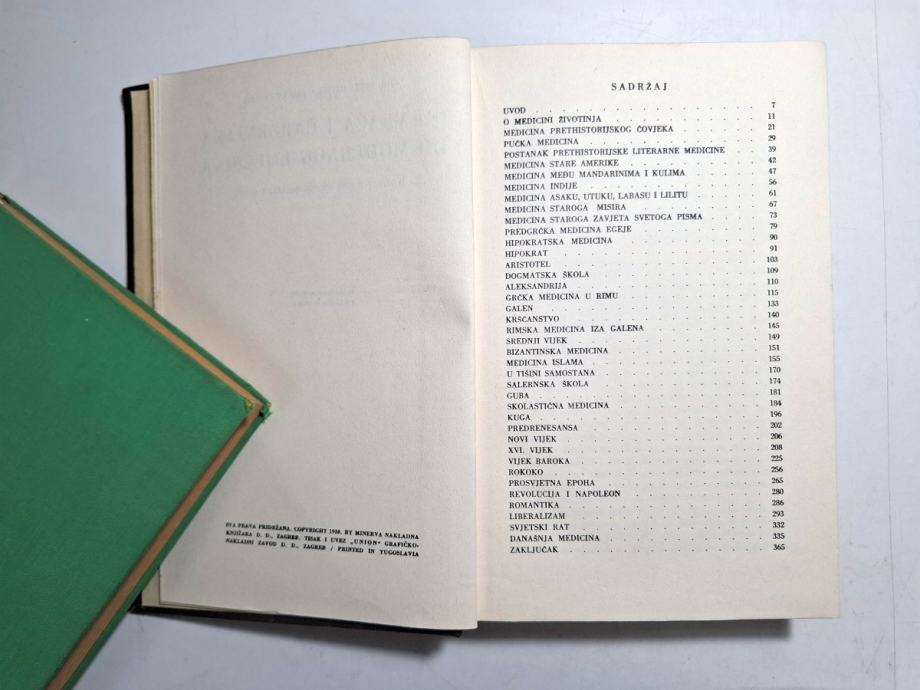 SVA PRAVA PRIDRŽANA. COPYRIGHT 1938. BY MINERVA NAKLADNA
KNJIŽARA D. D., ZAGREB. TISAK I UVEZ „UNION" GRAFIČKO-
NAKLADNI ZAVOD D. D., ZAGREB / PRINTED IN YUGOSLAVIA
SADRŽAJ
UVOD . . . 7
O MEDICINI ŽIVOTINJA . . . 11
MEDICINA PRETHISTORIJSKOG ČOVJEKA . . . 21
PUČKA MEDICINA . . . 29
POSTANAK PRETHISTORIJSKE LITERARNE MEDICINE . . . 39
MEDICINA STARE AMERIKE . . . 42
MEDICINA MEĐU MANDARINIMA I KULIMA . . . 47
MEDICINA INDIJE . . . 56
MEDICINA ASAKU, UTUKU, LABASU I LILITU . . . 61
MEDICINA STAROGA MISIRA . . . 67
MEDICINA STAROGA ZAVJETA SVETOGA PISMA . . . 73
PREDGRČKA MEDICINA EGEJE . . . 79
HIPOKRATSKA MEDICINA . . . 90
HIPOKRAT . . . 91
ARISTOTEL . . . 103
DOGMATSKA ŠKOLA . . . 109
ALEKSANDRIJA . . . 110
GRČKA MEDICINA U RIMU . . . 115
GALEN . . . 133
KRŠĆANSTVO . . . 140
RIMSKA MEDICINA IZA GALENA . . . 145
SREDNJI VIJEK . . . 149
BIZANTINSKA MEDICINA . . . 151
MEDICINA ISLAMA . . . 155
U TIŠINI SAMOSTANA . . . 170
SALERNSKA ŠKOLA . . . 174
GUBA . . . 181
SKOLASTIČNA MEDICINA . . . 184
KUGA . . . 196
PREDRENESANSA . . . 202
NOVI VIJEK . . . 206
XVI. VIJEK . . . 208
VIJEK BAROKA . . . 225
ROKOKO . . . 256
PROSVJETNA EPOHA . . . 265
REVOLUCIJA I NAPOLEON . . . 280
ROMANTIKA . . . 286
LIBERALIZAM . . . 293
SVJETSKI RAT . . . 332
DANAŠNJA MEDICINA . . . 335
ZAKLJUČAK . . . 365